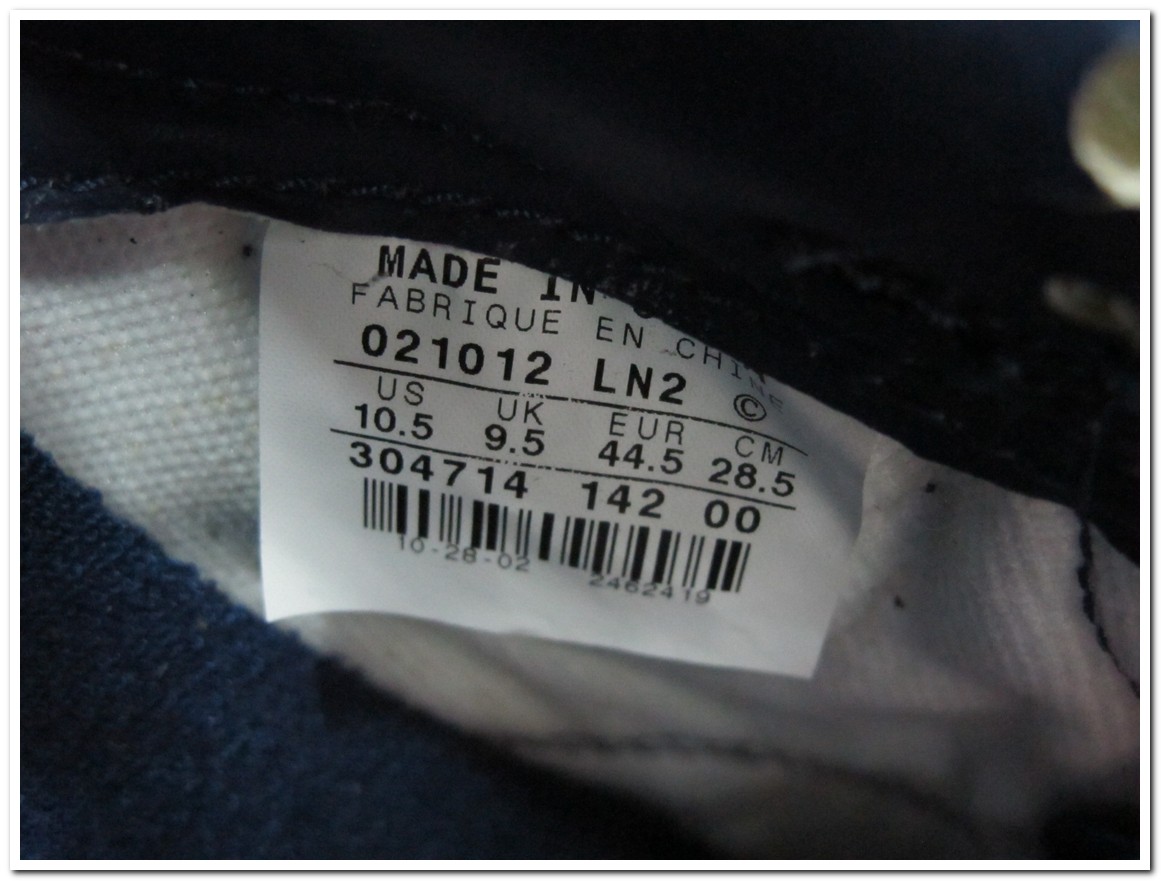 MADE IN
FABRIQUE EN CHINE
021012 LN2 ©
US UK EUR CM
10.5 9.5 44.5 28.5
304714 142 00
10-28-02 2462419